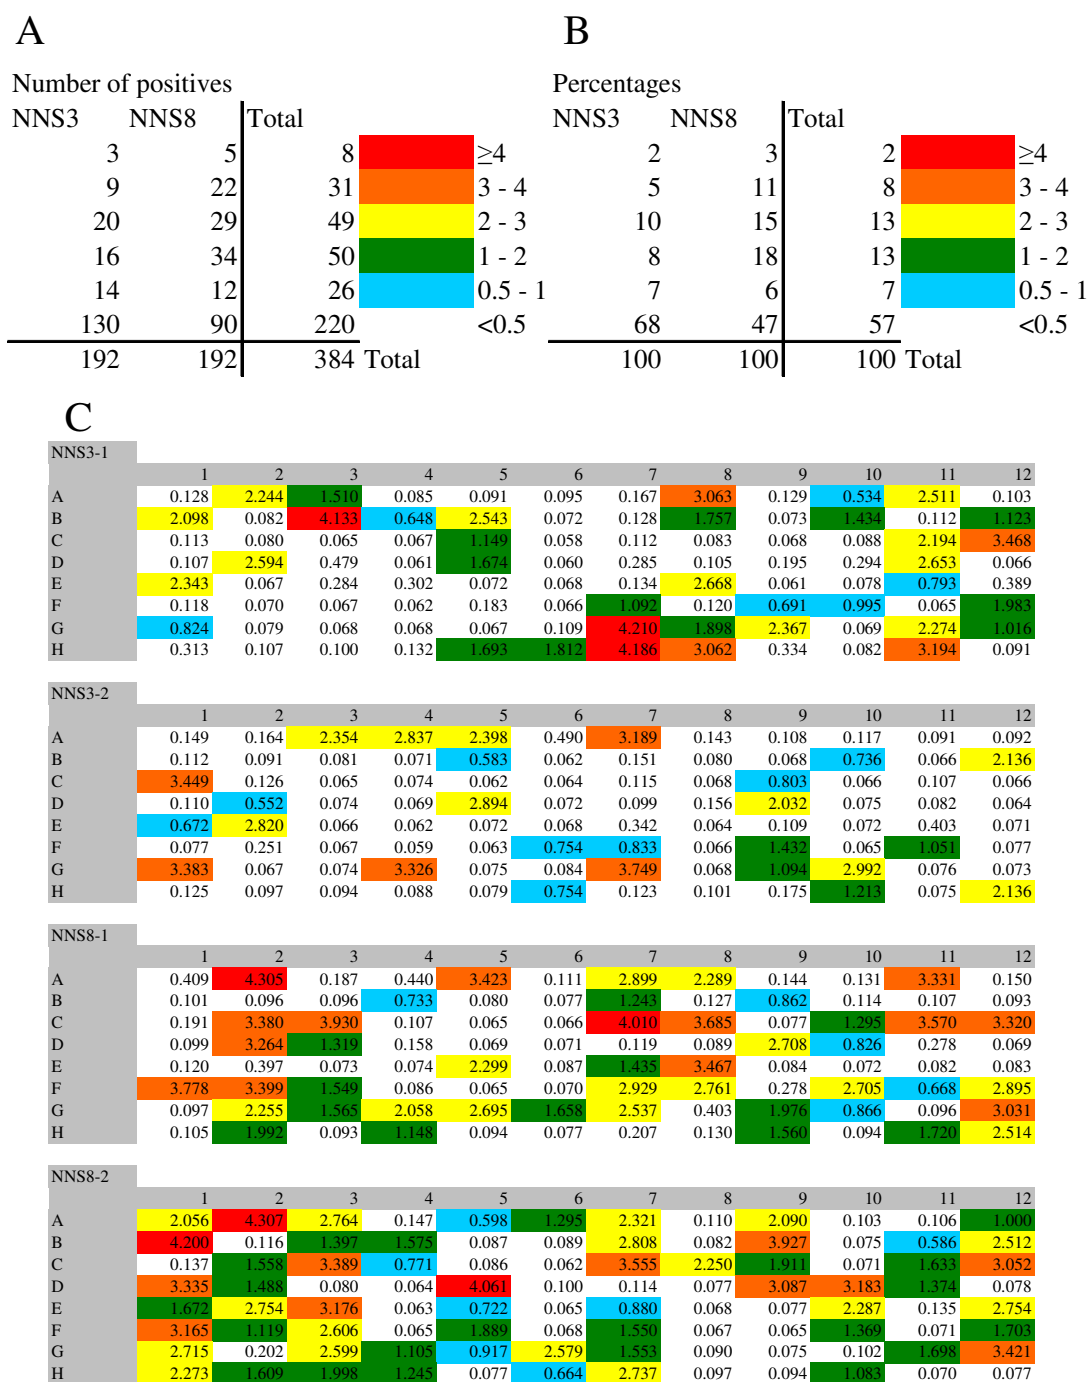 A B
Number of positives Percentages
NNS3 NNS8 Total NNS3 NNS8 Total
3 5 8 ≥4 2 3 2 ≥4
9 22 31 3 - 4 5 11 8 3 - 4
20 29 49 2 - 3 10 15 13 2 - 3
16 34 50 1 - 2 8 18 13 1 - 2
14 12 26 0.5 - 1 7 6 7 0.5 - 1
130 90 220 <0.5 68 47 57 <0.5
192 192 384 Total 100 100 100 Total
C
NNS3-1
1 2 3 4 5 6 7 8 9 10 11 12
A 0.128 2.244 1.510 0.085 0.091 0.095 0.167 3.063 0.129 0.534 2.511 0.103
B 2.098 0.082 4.133 0.648 2.543 0.072 0.128 1.757 0.073 1.434 0.112 1.123
C 0.113 0.080 0.065 0.067 1.149 0.058 0.112 0.083 0.068 0.088 2.194 3.468
D 0.107 2.594 0.479 0.061 1.674 0.060 0.285 0.105 0.195 0.294 2.653 0.066
E 2.343 0.067 0.284 0.302 0.072 0.068 0.134 2.668 0.061 0.078 0.793 0.389
F 0.118 0.070 0.067 0.062 0.183 0.066 1.092 0.120 0.691 0.995 0.065 1.983
G 0.824 0.079 0.068 0.068 0.067 0.109 4.210 1.898 2.367 0.069 2.274 1.016
H 0.313 0.107 0.100 0.132 1.693 1.812 4.186 3.062 0.334 0.082 3.194 0.091
NNS3-2
1 2 3 4 5 6 7 8 9 10 11 12
A 0.149 0.164 2.354 2.837 2.398 0.490 3.189 0.143 0.108 0.117 0.091 0.092
B 0.112 0.091 0.081 0.071 0.583 0.062 0.151 0.080 0.068 0.736 0.066 2.136
C 3.449 0.126 0.065 0.074 0.062 0.064 0.115 0.068 0.803 0.066 0.107 0.066
D 0.110 0.552 0.074 0.069 2.894 0.072 0.099 0.156 2.032 0.075 0.082 0.064
E 0.672 2.820 0.066 0.062 0.072 0.068 0.342 0.064 0.109 0.072 0.403 0.071
F 0.077 0.251 0.067 0.059 0.063 0.754 0.833 0.066 1.432 0.065 1.051 0.077
G 3.383 0.067 0.074 3.326 0.075 0.084 3.749 0.068 1.094 2.992 0.076 0.073
H 0.125 0.097 0.094 0.088 0.079 0.754 0.123 0.101 0.175 1.213 0.075 2.136
NNS8-1
1 2 3 4 5 6 7 8 9 10 11 12
A 0.409 4.305 0.187 0.440 3.423 0.111 2.899 2.289 0.144 0.131 3.331 0.150
B 0.101 0.096 0.096 0.733 0.080 0.077 1.243 0.127 0.862 0.114 0.107 0.093
C 0.191 3.380 3.930 0.107 0.065 0.066 4.010 3.685 0.077 1.295 3.570 3.320
D 0.099 3.264 1.319 0.158 0.069 0.071 0.119 0.089 2.708 0.826 0.278 0.069
E 0.120 0.397 0.073 0.074 2.299 0.087 1.435 3.467 0.084 0.072 0.082 0.083
F 3.778 3.399 1.549 0.086 0.065 0.070 2.929 2.761 0.278 2.705 0.668 2.895
G 0.097 2.255 1.565 2.058 2.695 1.658 2.537 0.403 1.976 0.866 0.096 3.031
H 0.105 1.992 0.093 1.148 0.094 0.077 0.207 0.130 1.560 0.094 1.720 2.514
NNS8-2
1 2 3 4 5 6 7 8 9 10 11 12
A 2.056 4.307 2.764 0.147 0.598 1.295 2.321 0.110 2.090 0.103 0.106 1.000
B 4.200 0.116 1.397 1.575 0.087 0.089 2.808 0.082 3.927 0.075 0.586 2.512
C 0.137 1.558 3.389 0.771 0.086 0.062 3.555 2.250 1.911 0.071 1.633 3.052
D 3.335 1.488 0.080 0.064 4.061 0.100 0.114 0.077 3.087 3.183 1.374 0.078
E 1.672 2.754 3.176 0.063 0.722 0.065 0.880 0.068 0.077 2.287 0.135 2.754
F 3.165 1.119 2.606 0.065 1.889 0.068 1.550 0.067 0.065 1.369 0.071 1.703
G 2.715 0.202 2.599 1.105 0.917 2.579 1.553 0.090 0.075 0.102 1.698 3.421
H 2.273 1.609 1.998 1.245 0.077 0.664 2.737 0.097 0.094 1.083 0.070 0.077